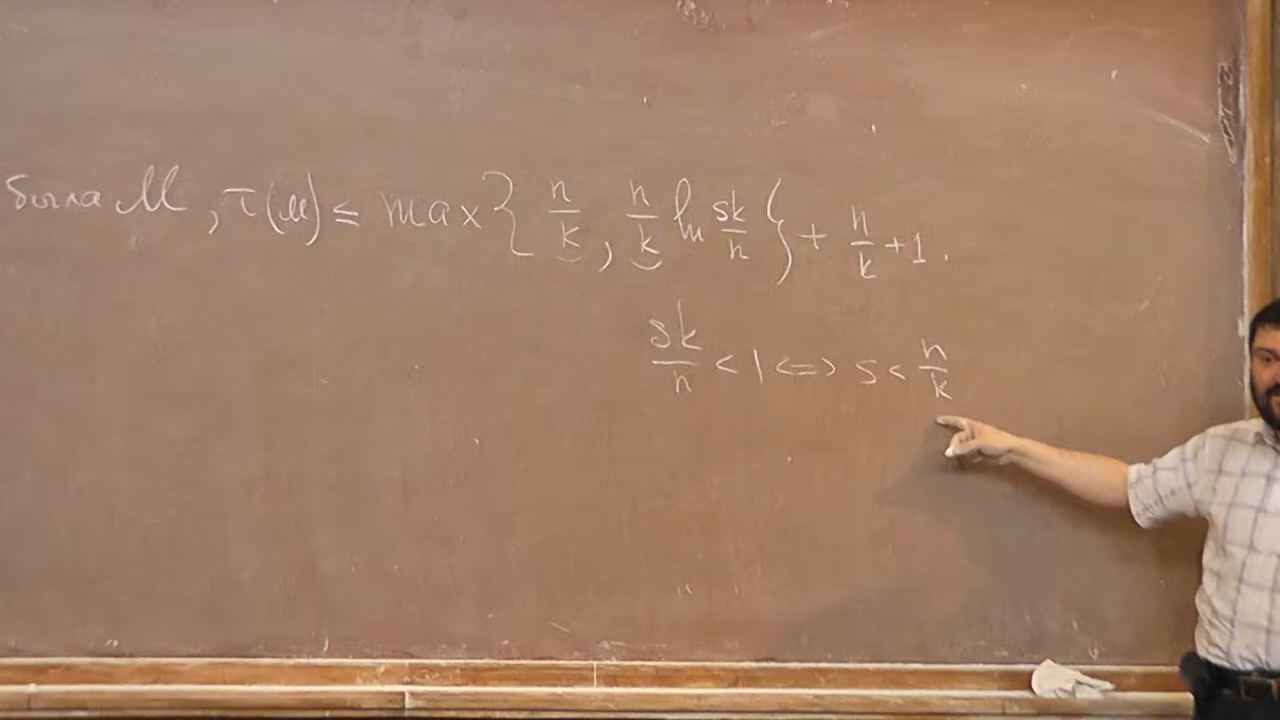 была M, τ(M) ≤ max{ n/k, n/k ln sk/n } + n/k + 1.
sk/n < 1 <=> s < n/k